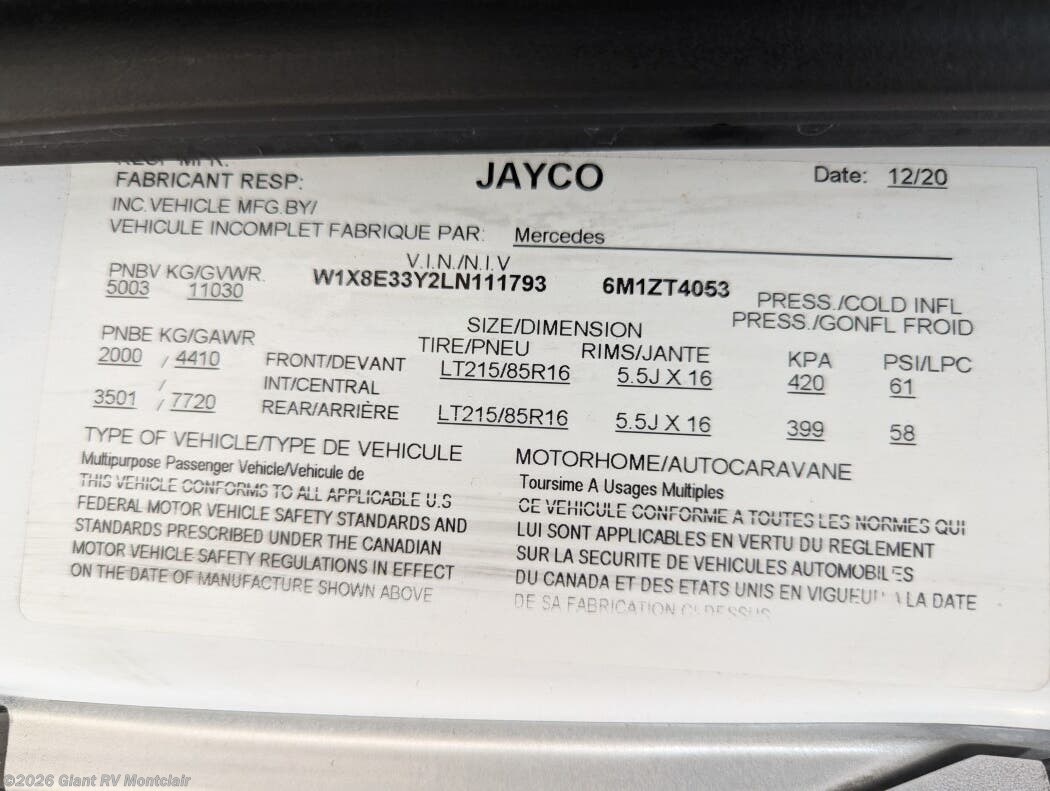 RESP MFR:
FABRICANT RESP: JAYCO Date: 12/20
INC.VEHICLE MFG.BY/
VEHICULE INCOMPLET FABRIQUE PAR: Mercedes
V.I.N./N.I.V
PNBV KG/GVWR. W1X8E33Y2LN111793 6M1ZT4053 PRESS./COLD INFL
5003 11030 PRESS./GONFL FROID
SIZE/DIMENSION
PNBE KG/GAWR TIRE/PNEU RIMS/JANTE KPA PSI/LPC
2000 / 4410 FRONT/DEVANT LT215/85R16 5.5J X 16 420 61
/ INT/CENTRAL
3501 / 7720 REAR/ARRIÈRE LT215/85R16 5.5J X 16 399 58
TYPE OF VEHICLE/TYPE DE VEHICULE MOTORHOME/AUTOCARAVANE
Multipurpose Passenger Vehicle/Vehicule de Toursime A Usages Multiples
THIS VEHICLE CONFORMS TO ALL APPLICABLE U.S
FEDERAL MOTOR VEHICLE SAFETY STANDARDS AND
STANDARDS PRESCRIBED UNDER THE CANADIAN
MOTOR VEHICLE SAFETY REGULATIONS IN EFFECT
ON THE DATE OF MANUFACTURE SHOWN ABOVE
CE VEHICULE CONFORME A TOUTES LES NORMES QUI
LUI SONT APPLICABLES EN VERTU DU REGLEMENT
SUR LA SECURITE DE VEHICULES AUTOMOBILES
DU CANADA ET DES ETATS UNIS EN VIGUEUR A LA DATE
DE SA FABRICATION CI DESSUS
©2026 Giant RV Montclair